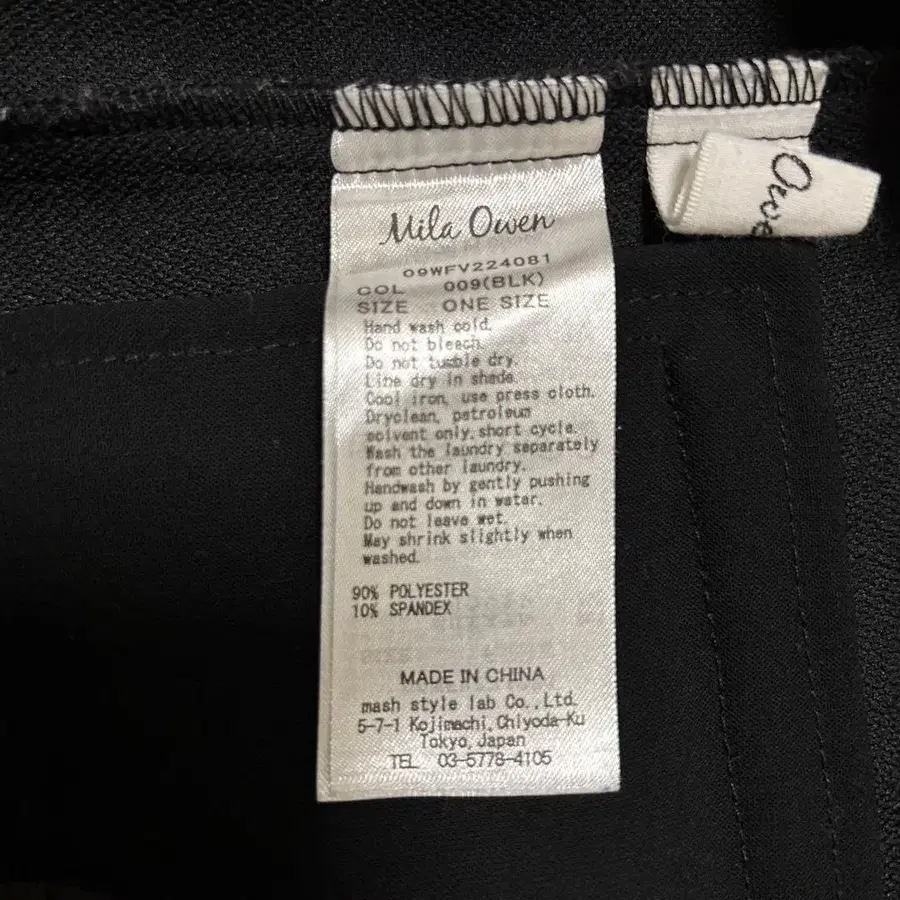 Mila Owen
09WFV224081
COL 009(BLK)
SIZE ONE SIZE
Hand wash cold.
Do not bleach.
Do not tumble dry.
Line dry in shade.
Cool iron, use press cloth.
Dryclean, petroleum
solvent only, short cycle.
Wash the laundry separately
from other laundry.
Handwash by gently pushing
up and down in water.
Do not leave wet.
May shrink slightly when
washed.
90% POLYESTER
10% SPANDEX
MADE IN CHINA
mash style lab Co.,Ltd.
5-7-1 Kojimachi, Chiyoda-Ku
Tokyo, Japan
TEL 03-5778-4105